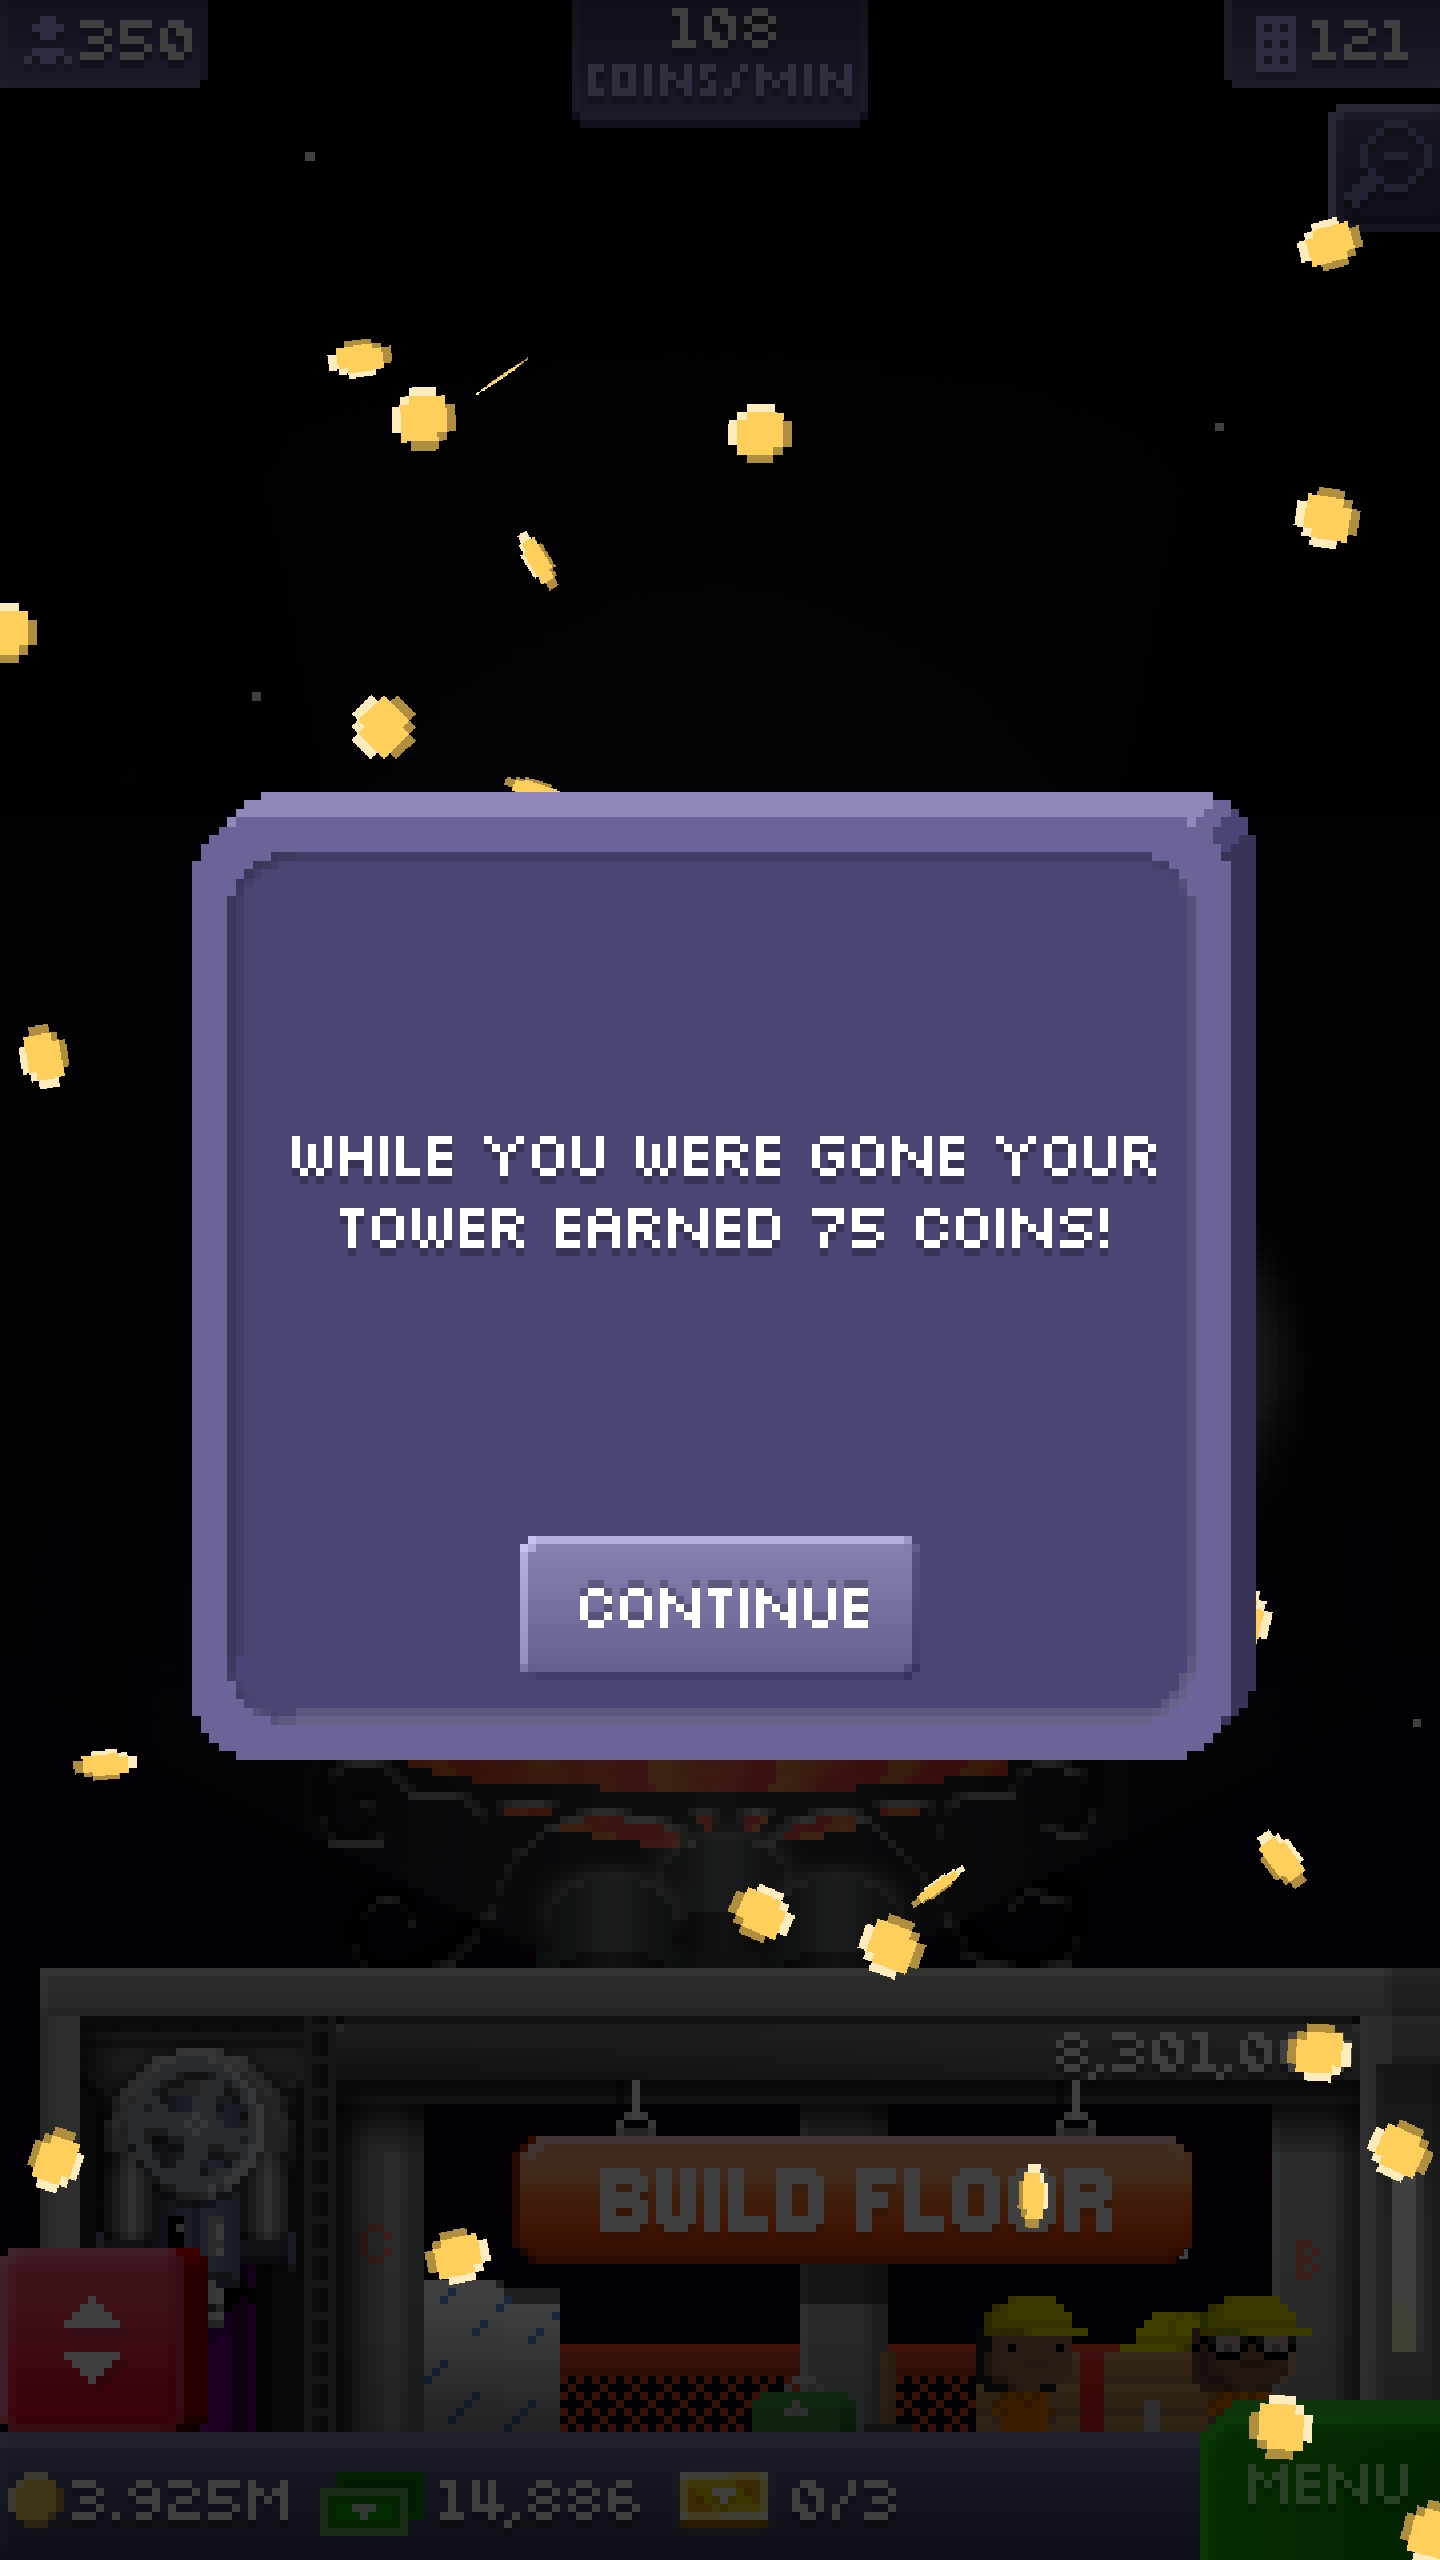 350
108
COINS/MIN
121
WHILE YOU WERE GONE YOUR
TOWER EARNED 75 COINS!
CONTINUE
BUILD FLOOR
C
B
3.925M
14,886
0/3
MENU